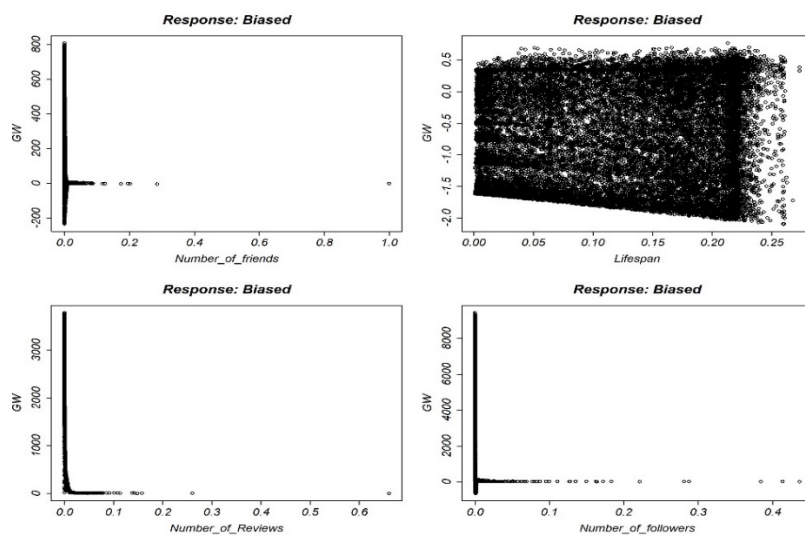 Response: Biased
GW
800
600
400
200
0
-200
0.0 0.2 0.4 0.6 0.8 1.0
Number_of_friends
Response: Biased
GW
0.5
0.0
-0.5
-1.0
-1.5
-2.0
0.00 0.05 0.10 0.15 0.20 0.25
Lifespan
Response: Biased
GW
3000
2000
1000
0
0.0 0.1 0.2 0.3 0.4 0.5 0.6
Number_of_Reviews
Response: Biased
GW
8000
6000
4000
2000
0
0.0 0.1 0.2 0.3 0.4
Number_of_followers